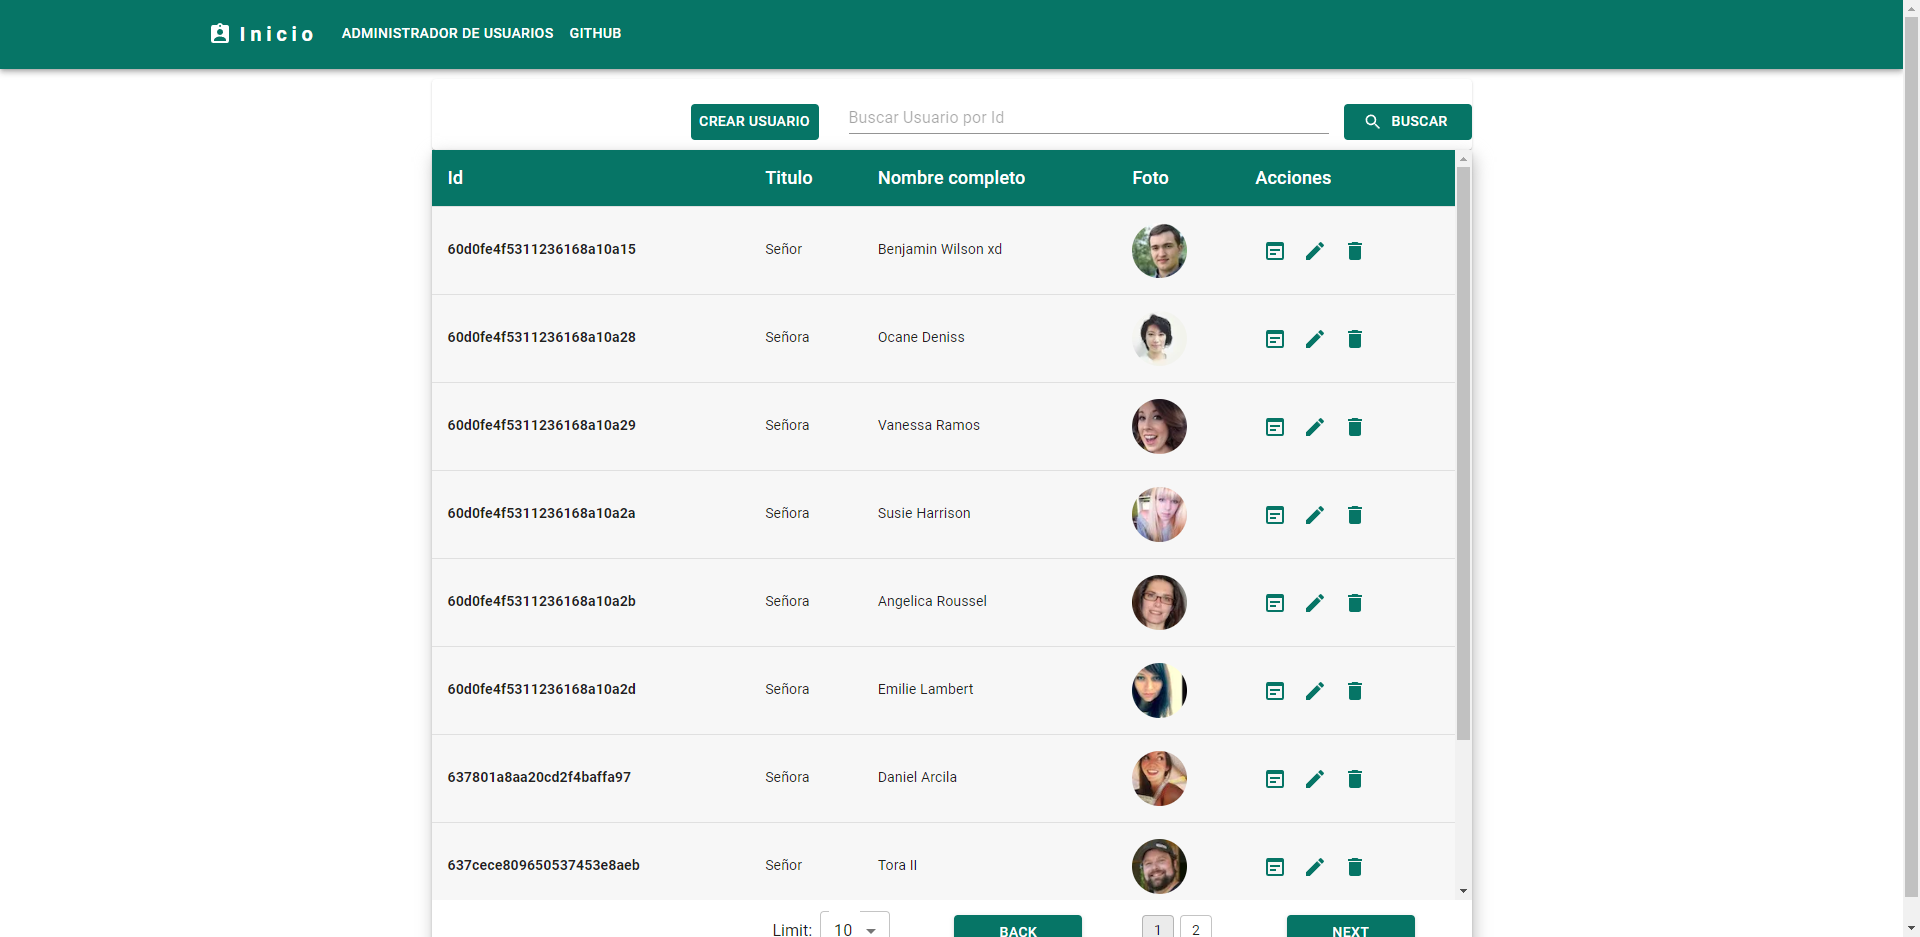 Inicio ADMINISTRADOR DE USUARIOS GITHUB
CREAR USUARIO Buscar Usuario por Id BUSCAR
Id Titulo Nombre completo Foto Acciones
60d0fe4f5311236168a10a15 Señor Benjamin Wilson xd
60d0fe4f5311236168a10a28 Señora Ocane Deniss
60d0fe4f5311236168a10a29 Señora Vanessa Ramos
60d0fe4f5311236168a10a2a Señora Susie Harrison
60d0fe4f5311236168a10a2b Señora Angelica Roussel
60d0fe4f5311236168a10a2d Señora Emilie Lambert
637801a8aa20cd2f4baffa97 Señora Daniel Arcila
637cece809650537453e8aeb Señor Tora II
Limit: 10 BACK 1 2 NEXT